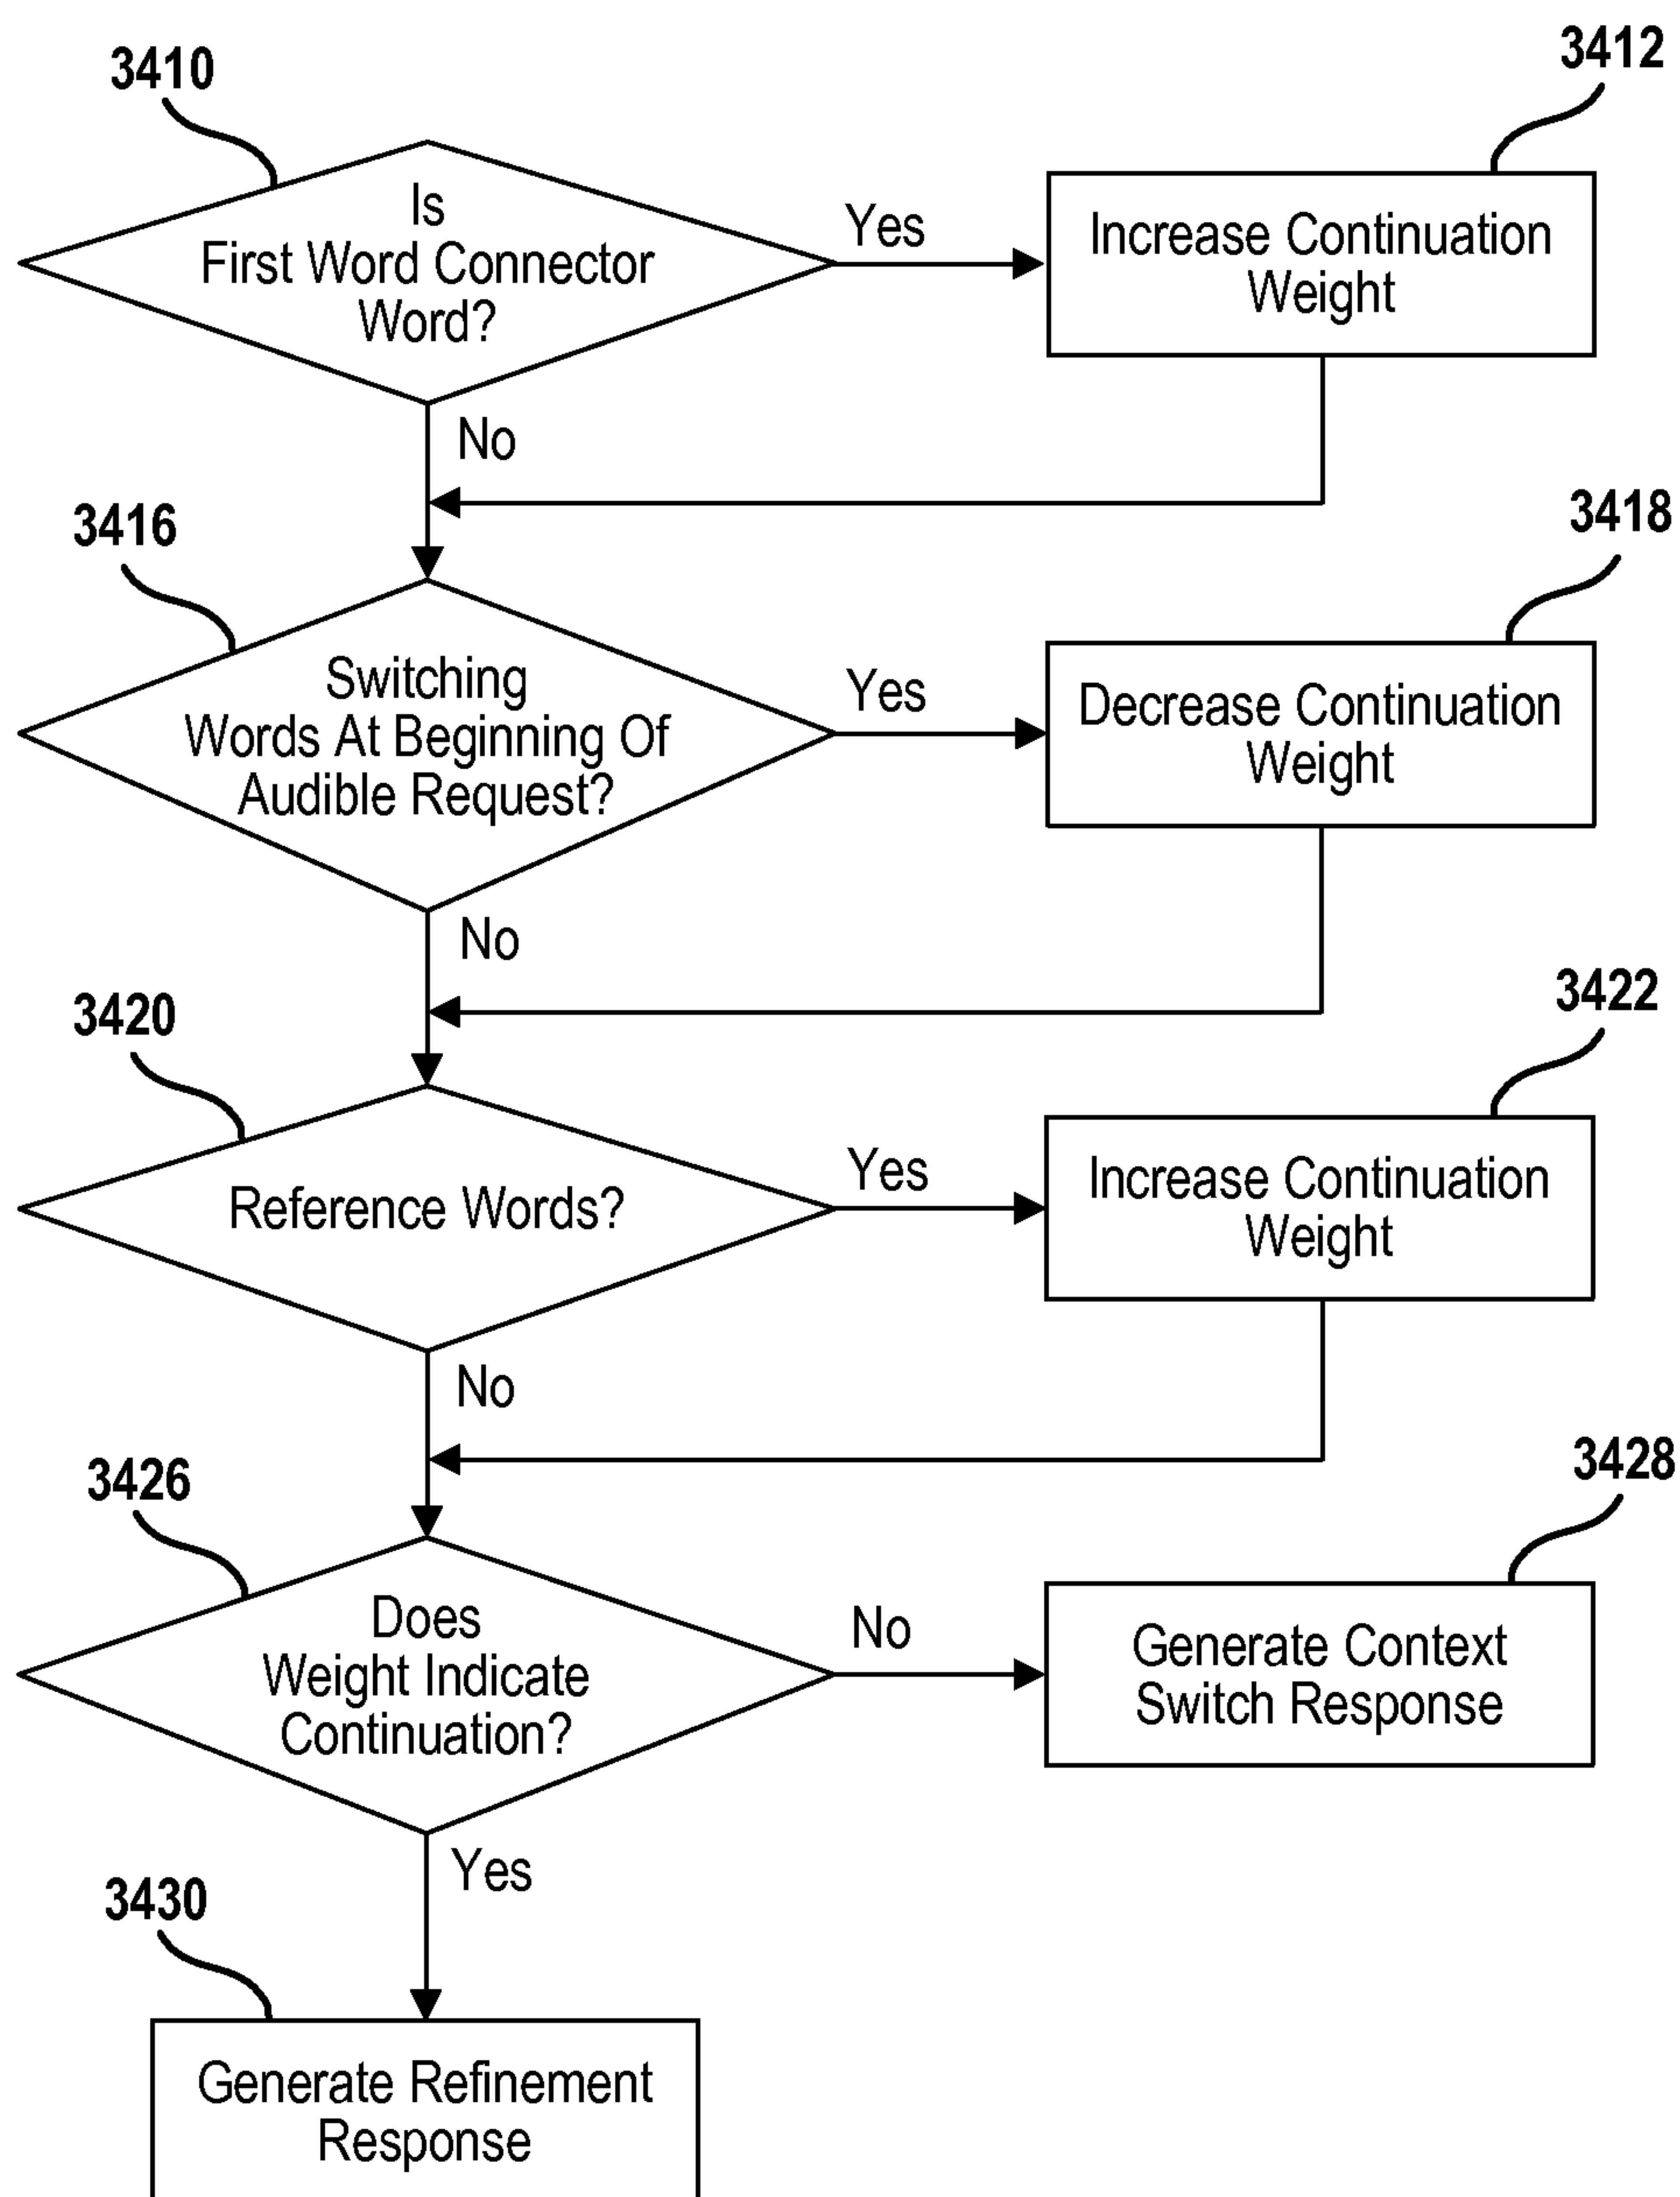 3410
3412
Is
First Word Connector
Word?
Yes
Increase Continuation
Weight
No
3416
3418
Switching
Words At Beginning Of
Audible Request?
Yes
Decrease Continuation
Weight
No
3420
3422
Reference Words?
Yes
Increase Continuation
Weight
No
3426
3428
Does
Weight Indicate
Continuation?
No
Generate Context
Switch Response
Yes
3430
Generate Refinement
Response